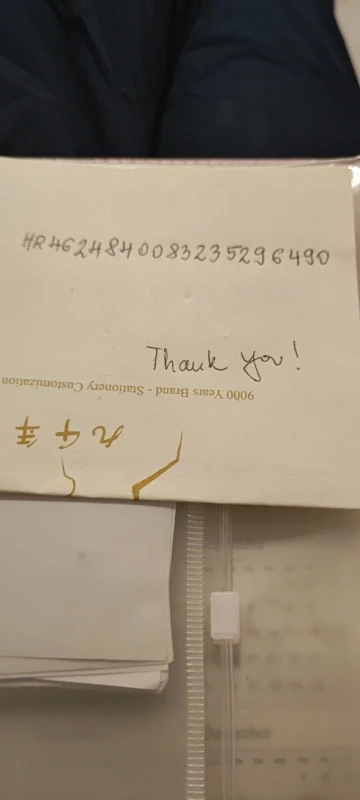 HR4624840083235296490
Thank you!
9000 Years Brand - Stationery Customization
九千年